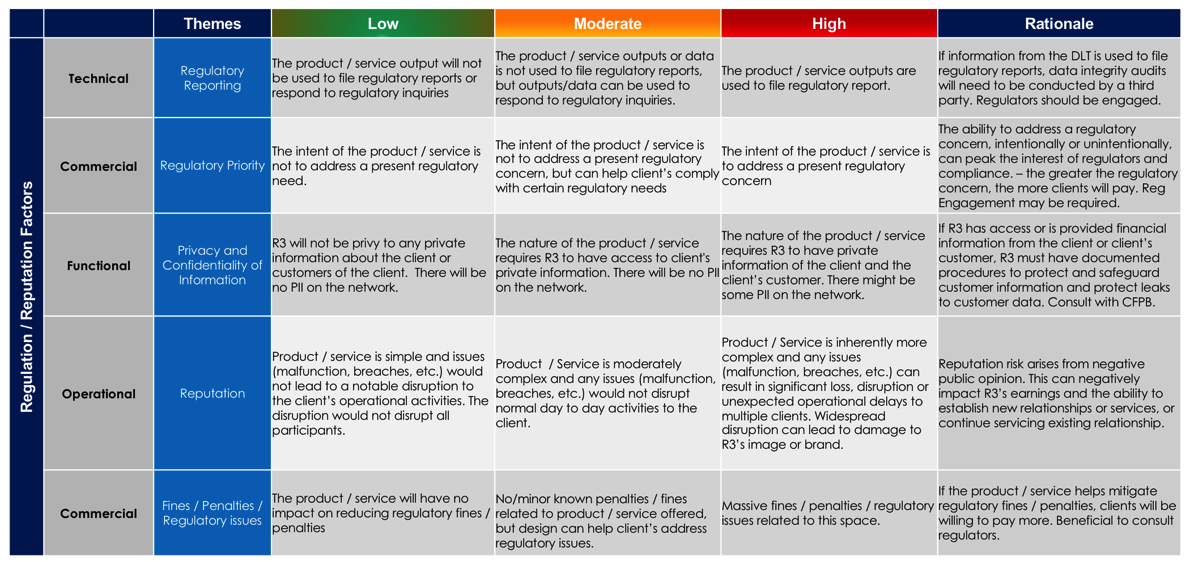 Themes
Low
Moderate
High
Rationale
Regulation / Reputation Factors
Technical
Regulatory
Reporting
The product / service output will not
be used to file regulatory reports or
respond to regulatory inquiries
The product / service outputs or data
is not used to file regulatory reports,
but outputs/data can be used to
respond to regulatory inquiries.
The product / service outputs are
used to file regulatory report.
If information from the DLT is used to file
regulatory reports, data integrity audits
will need to be conducted by a third
party. Regulators should be engaged.
Commercial
Regulatory Priority
The intent of the product / service is
not to address a present regulatory
need.
The intent of the product / service is
not to address a present regulatory
concern, but can help client's comply
with certain regulatory needs
The intent of the product / service is
to address a present regulatory
concern
The ability to address a regulatory
concern, intentionally or unintentionally,
can peak the interest of regulators and
compliance. – the greater the regulatory
concern, the more clients will pay. Reg
Engagement may be required.
Functional
Privacy and
Confidentiality of
Information
R3 will not be privy to any private
information about the client or
customers of the client. There will be
no PII on the network.
The nature of the product / service
requires R3 to have access to client's
private information. There will be no PII
on the network.
The nature of the product / service
requires R3 to have private
information of the client and the
client's customer. There might be
some PII on the network.
If R3 has access or is provided financial
information from the client or client's
customer, R3 must have documented
procedures to protect and safeguard
customer information and protect leaks
to customer data. Consult with CFPB.
Operational
Reputation
Product / service is simple and issues
(malfunction, breaches, etc.) would
not lead to a notable disruption to
the client's operational activities. The
disruption would not disrupt all
participants.
Product / Service is moderately
complex and any issues (malfunction,
breaches, etc.) would not disrupt
normal day to day activities to the
client.
Product / Service is inherently more
complex and any issues
(malfunction, breaches, etc.) can
result in significant loss, disruption or
unexpected operational delays to
multiple clients. Widespread
disruption can lead to damage to
R3's image or brand.
Reputation risk arises from negative
public opinion. This can negatively
impact R3's earnings and the ability to
establish new relationships or services, or
continue servicing existing relationship.
Commercial
Fines / Penalties /
Regulatory issues
The product / service will have no
impact on reducing regulatory fines /
penalties
No/minor known penalties / fines
related to product / service offered,
but design can help client's address
regulatory issues.
Massive fines / penalties / regulatory
issues related to this space.
If the product / service helps mitigate
regulatory fines / penalties, clients will be
willing to pay more. Beneficial to consult
regulators.